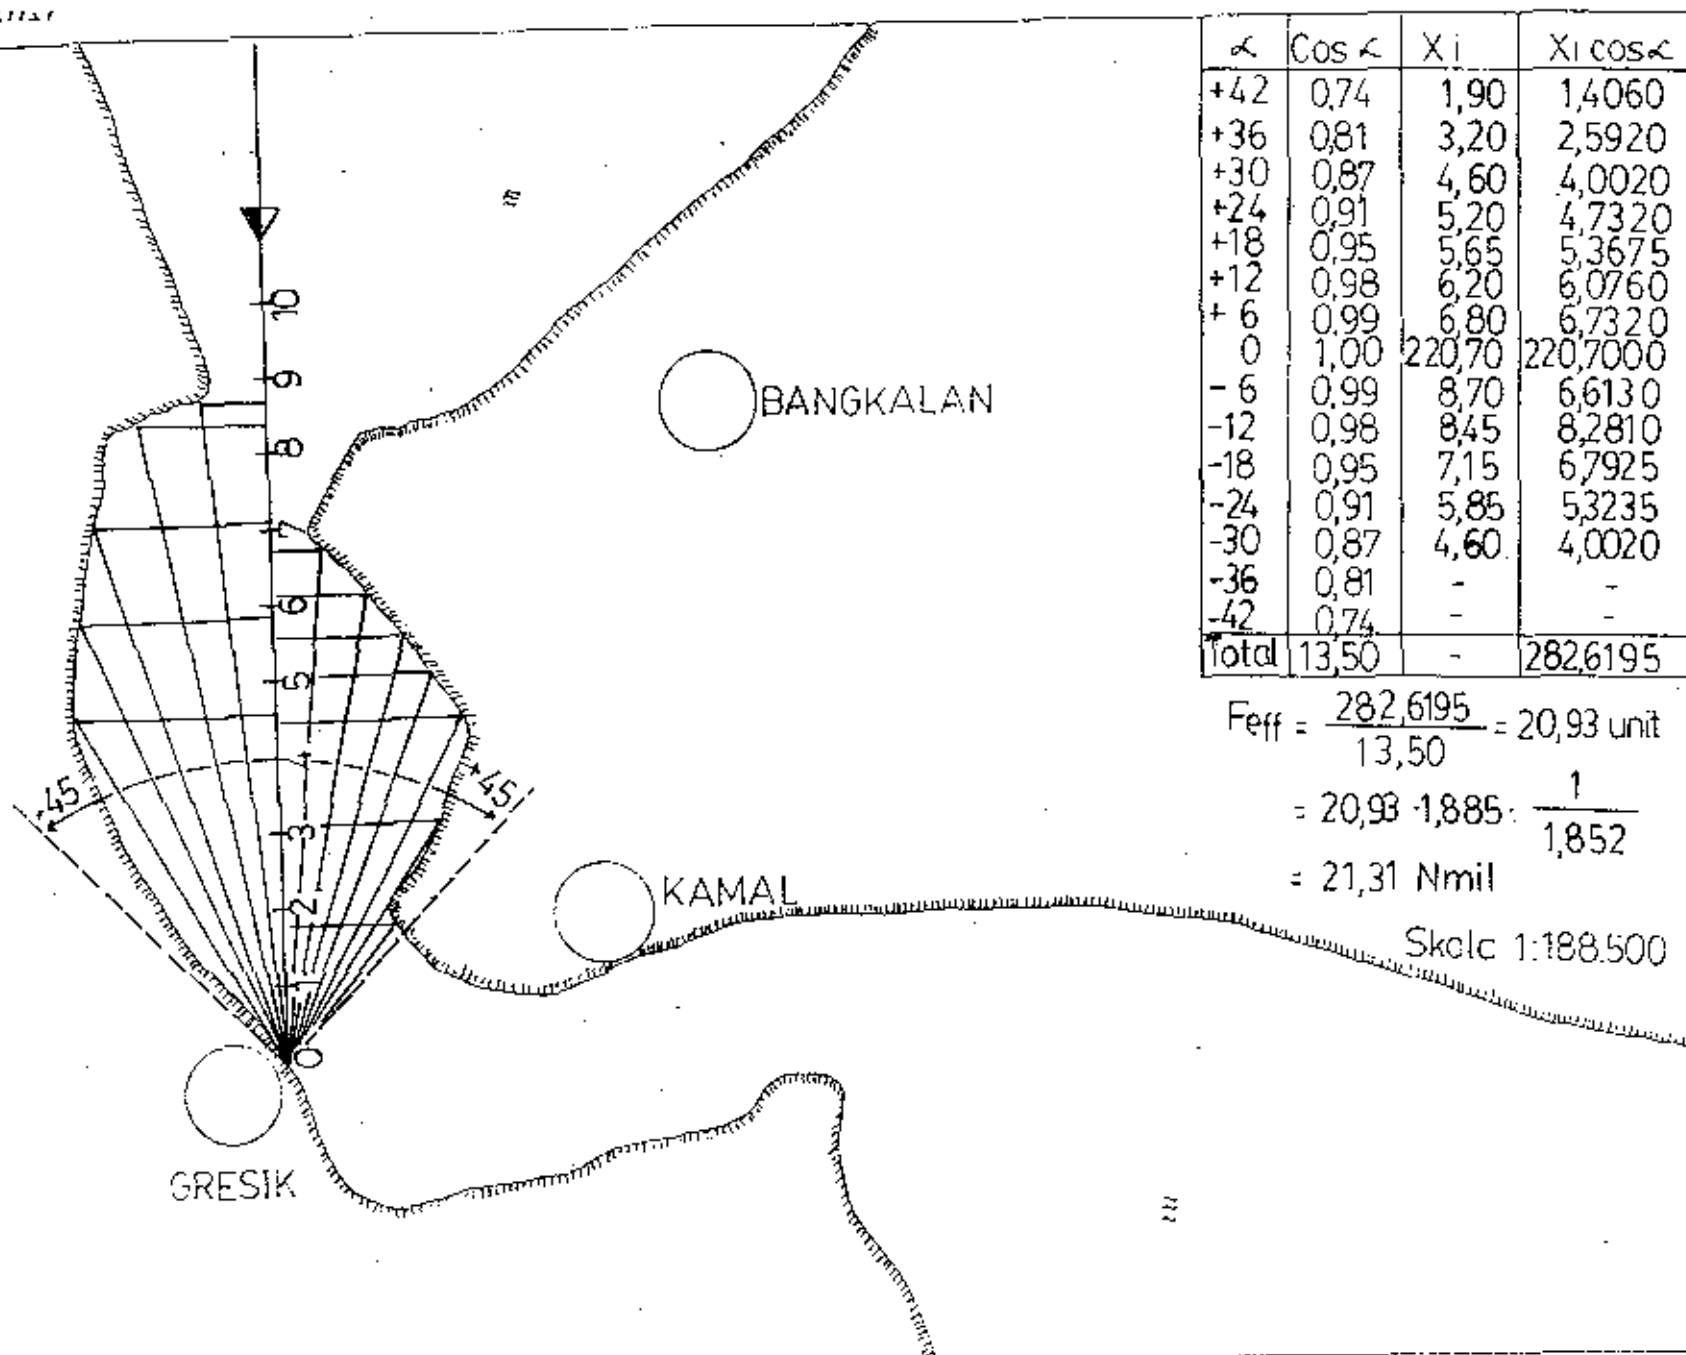 ∝ Cos ∝ Xi Xi cos∝
+42 0,74 1,90 1,4060
+36 0,81 3,20 2,5920
+30 0,87 4,60 4,0020
+24 0,91 5,20 4,7320
+18 0,95 5,65 5,3675
+12 0,98 6,20 6,0760
+ 6 0,99 6,80 6,7320
0 1,00 220,70 220,7000
- 6 0,99 8,70 6,6130
-12 0,98 8,45 8,2810
-18 0,95 7,15 6,7925
-24 0,91 5,85 5,3235
-30 0,87 4,60 4,0020
-36 0,81 - -
-42 0,74 - -
Total 13,50 - 282,6195
Feff = 282,6195 / 13,50 = 20,93 unit
= 20,93 · 1,885 · 1 / 1,852
= 21,31 Nmil
Skala 1:188.500
10
9
8
7
6
5
4
3
2
1
0
-45
+45
BANGKALAN
KAMAL
GRESIK